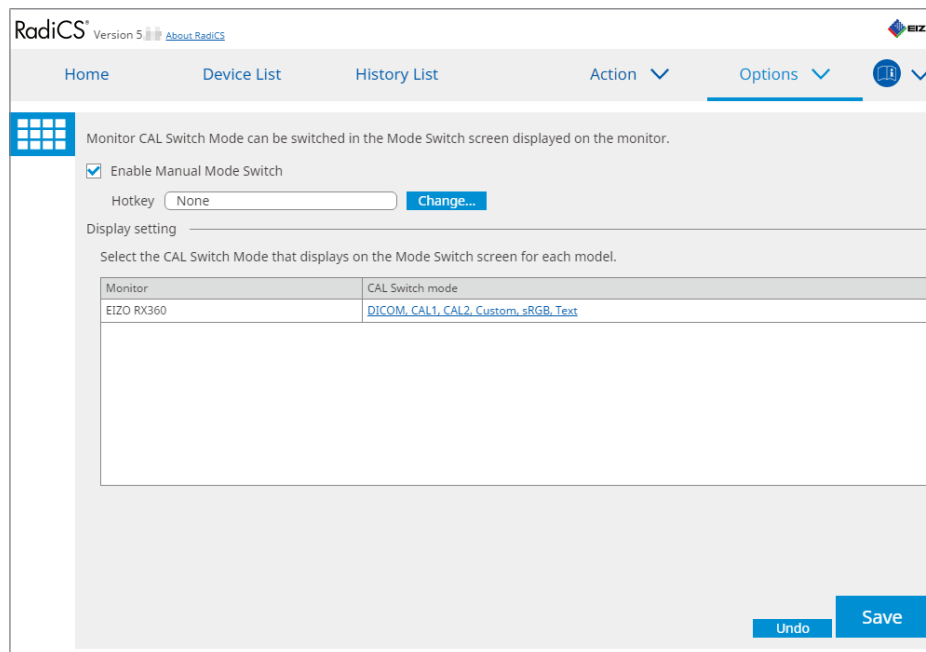 RadiCS® Version 5. About RadiCS EIZ
Home Device List History List Action Options
Monitor CAL Switch Mode can be switched in the Mode Switch screen displayed on the monitor.
Enable Manual Mode Switch
Hotkey None Change...
Display setting
Select the CAL Switch Mode that displays on the Mode Switch screen for each model.
Monitor CAL Switch mode
EIZO RX360 DICOM, CAL1, CAL2, Custom, sRGB, Text
Save
Undo